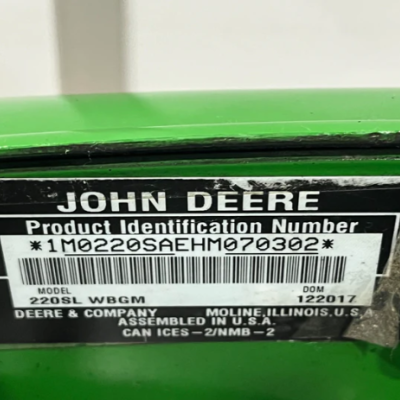 JOHN DEERE
Product Identification Number
*1M0220SAEHM070302*
MODEL DOM
220SL WBGM 122017
DEERE & COMPANY MOLINE,ILLINOIS,U.S.A
ASSEMBLED IN U.S.A.
CAN ICES-2/NMB-2